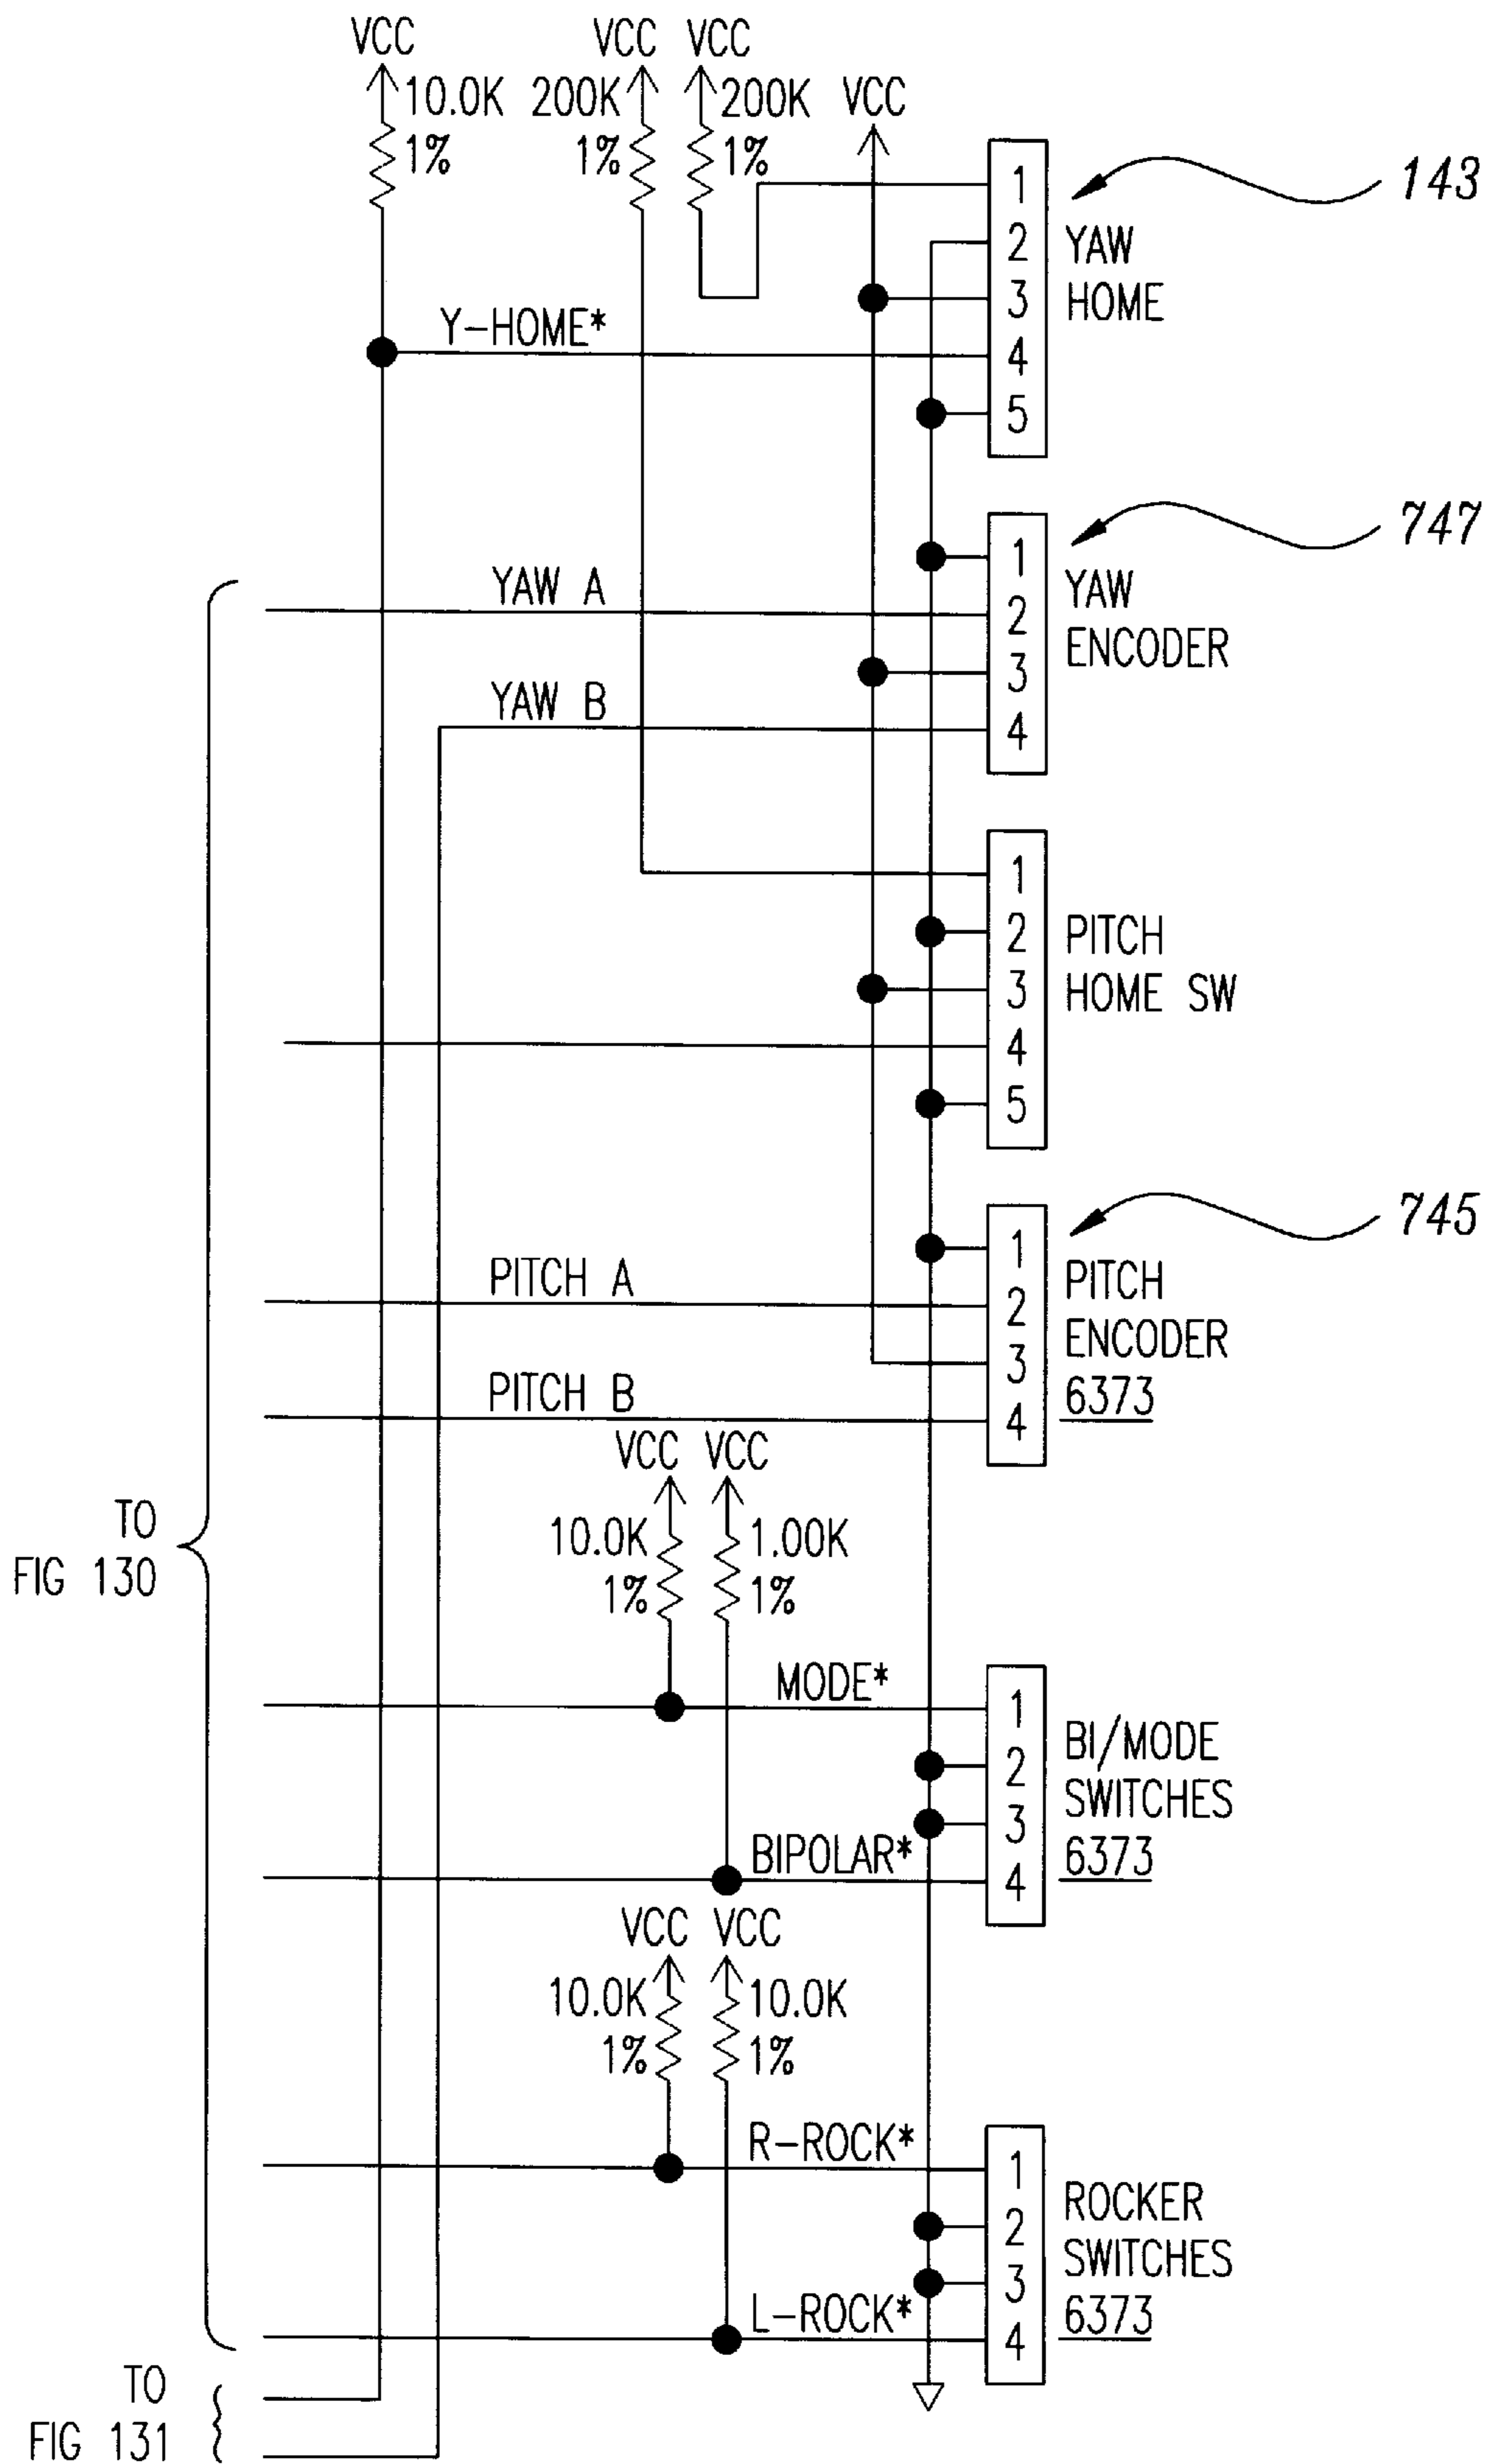 VCC
VCC VCC
10.0K 200K 200K VCC
1% 1% 1%
143
1
2 YAW
3 HOME
Y-HOME*
4
5
747
1
YAW A
2 YAW
ENCODER
3
YAW B
4
1
2 PITCH
3 HOME SW
4
5
745
1
PITCH A
2 PITCH
ENCODER
3
PITCH B
4 6373
VCC VCC
TO
FIG 130
10.0K 1.00K
1% 1%
MODE*
1
2 BI/MODE
SWITCHES
3
BIPOLAR*
4 6373
VCC VCC
10.0K 10.0K
1% 1%
R-ROCK*
1
2 ROCKER
SWITCHES
3
L-ROCK*
4 6373
TO
FIG 131